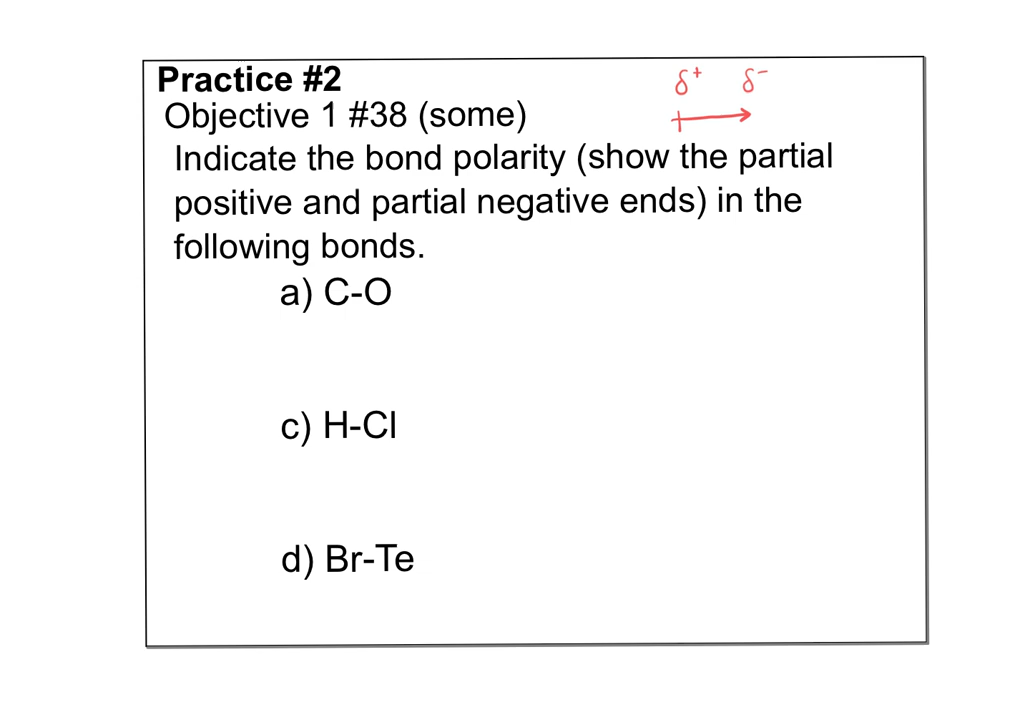 Practice #2
δ+ δ-
Objective 1 #38 (some)
Indicate the bond polarity (show the partial
positive and partial negative ends) in the
following bonds.
a) C-O
c) H-Cl
d) Br-Te